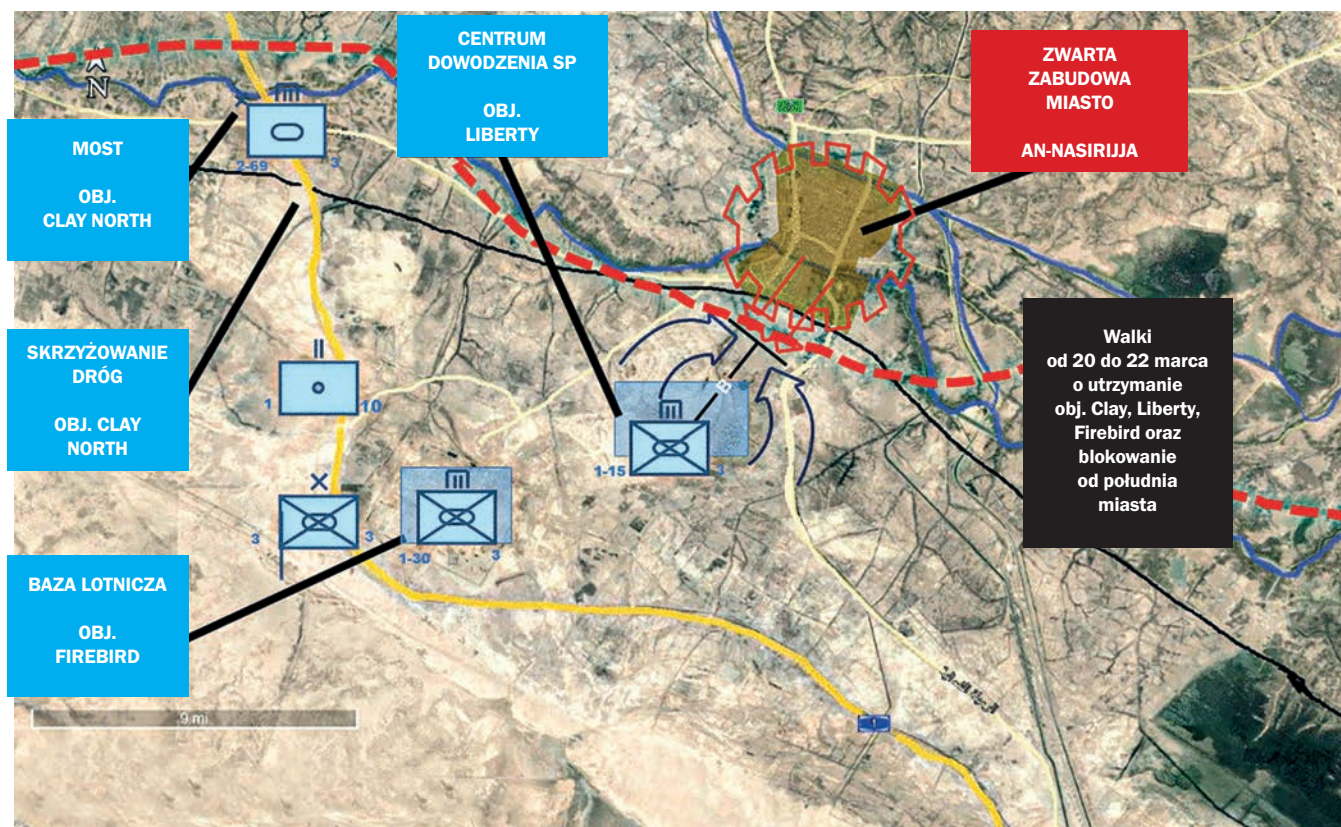 CENTRUM
DOWODZENIA SP
OBJ.
LIBERTY
ZWARTA
ZABUDOWA
MIASTO
AN-NASIRIJJA
N
MOST
OBJ.
CLAY NORTH
2-69
3
SKRZYŻOWANIE
DRÓG
OBJ. CLAY
NORTH
1
10
Walki
od 20 do 22 marca
o utrzymanie
obj. Clay, Liberty,
Firebird oraz
blokowanie
od południa
miasta
B
1-15
3
3
3
1-30
3
BAZA LOTNICZA
OBJ.
FIREBIRD
9 mi
1